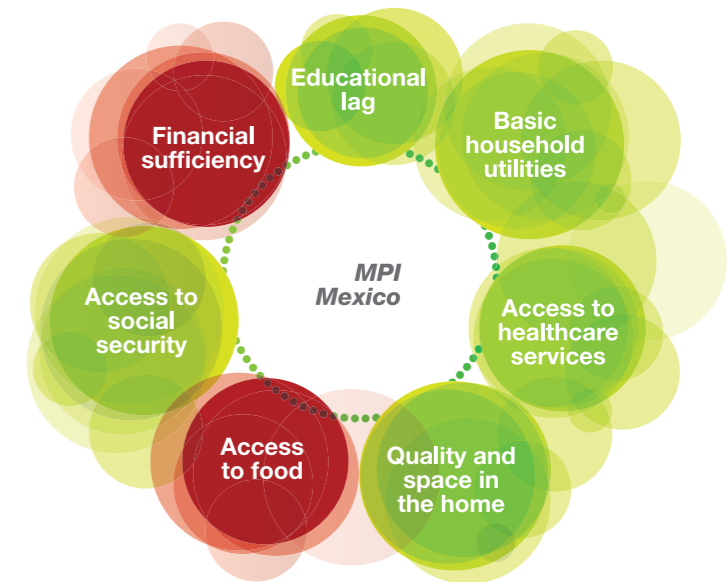 Educational
lag
Basic
household
utilities
Access to
healthcare
services
Quality and
space in
the home
Access
to food
Access to
social
security
Financial
sufficiency
MPI
Mexico